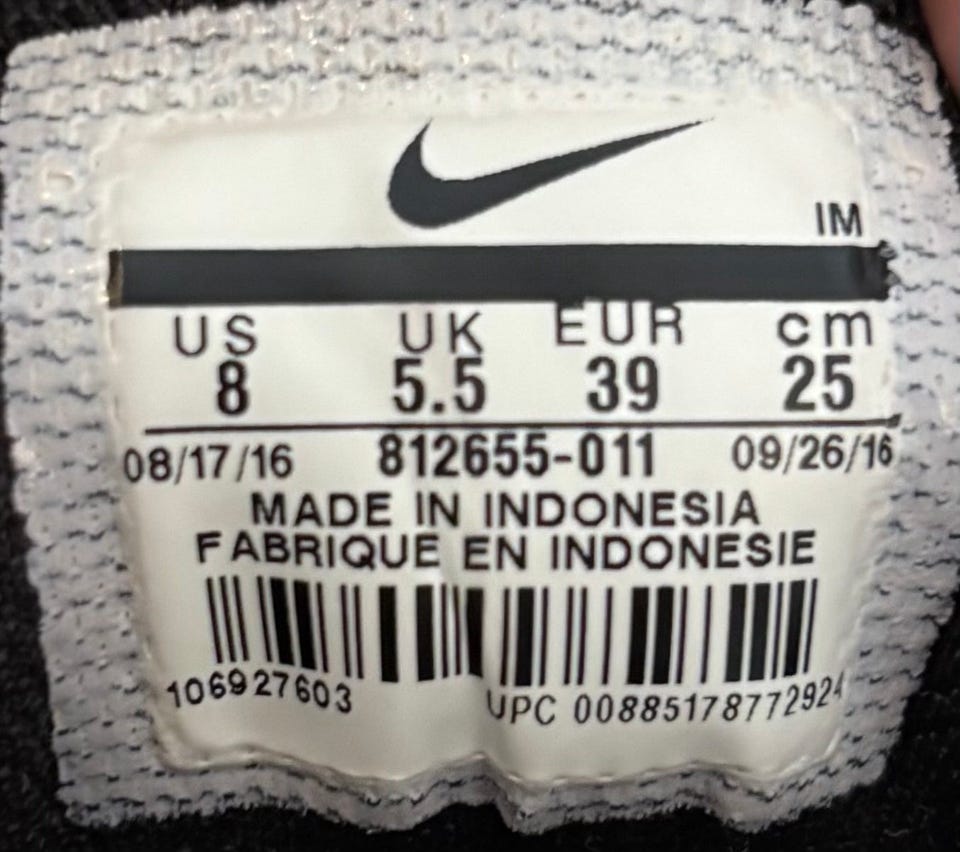 IM
US UK EUR cm
8 5.5 39 25
08/17/16 812655-011 09/26/16
MADE IN INDONESIA
FABRIQUE EN INDONESIE
106927603 UPC 00885178772924